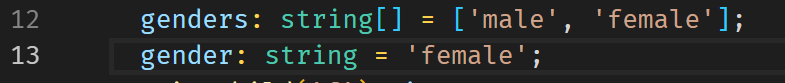 12 genders: string[] = ['male', 'female'];
13 gender: string = 'female';